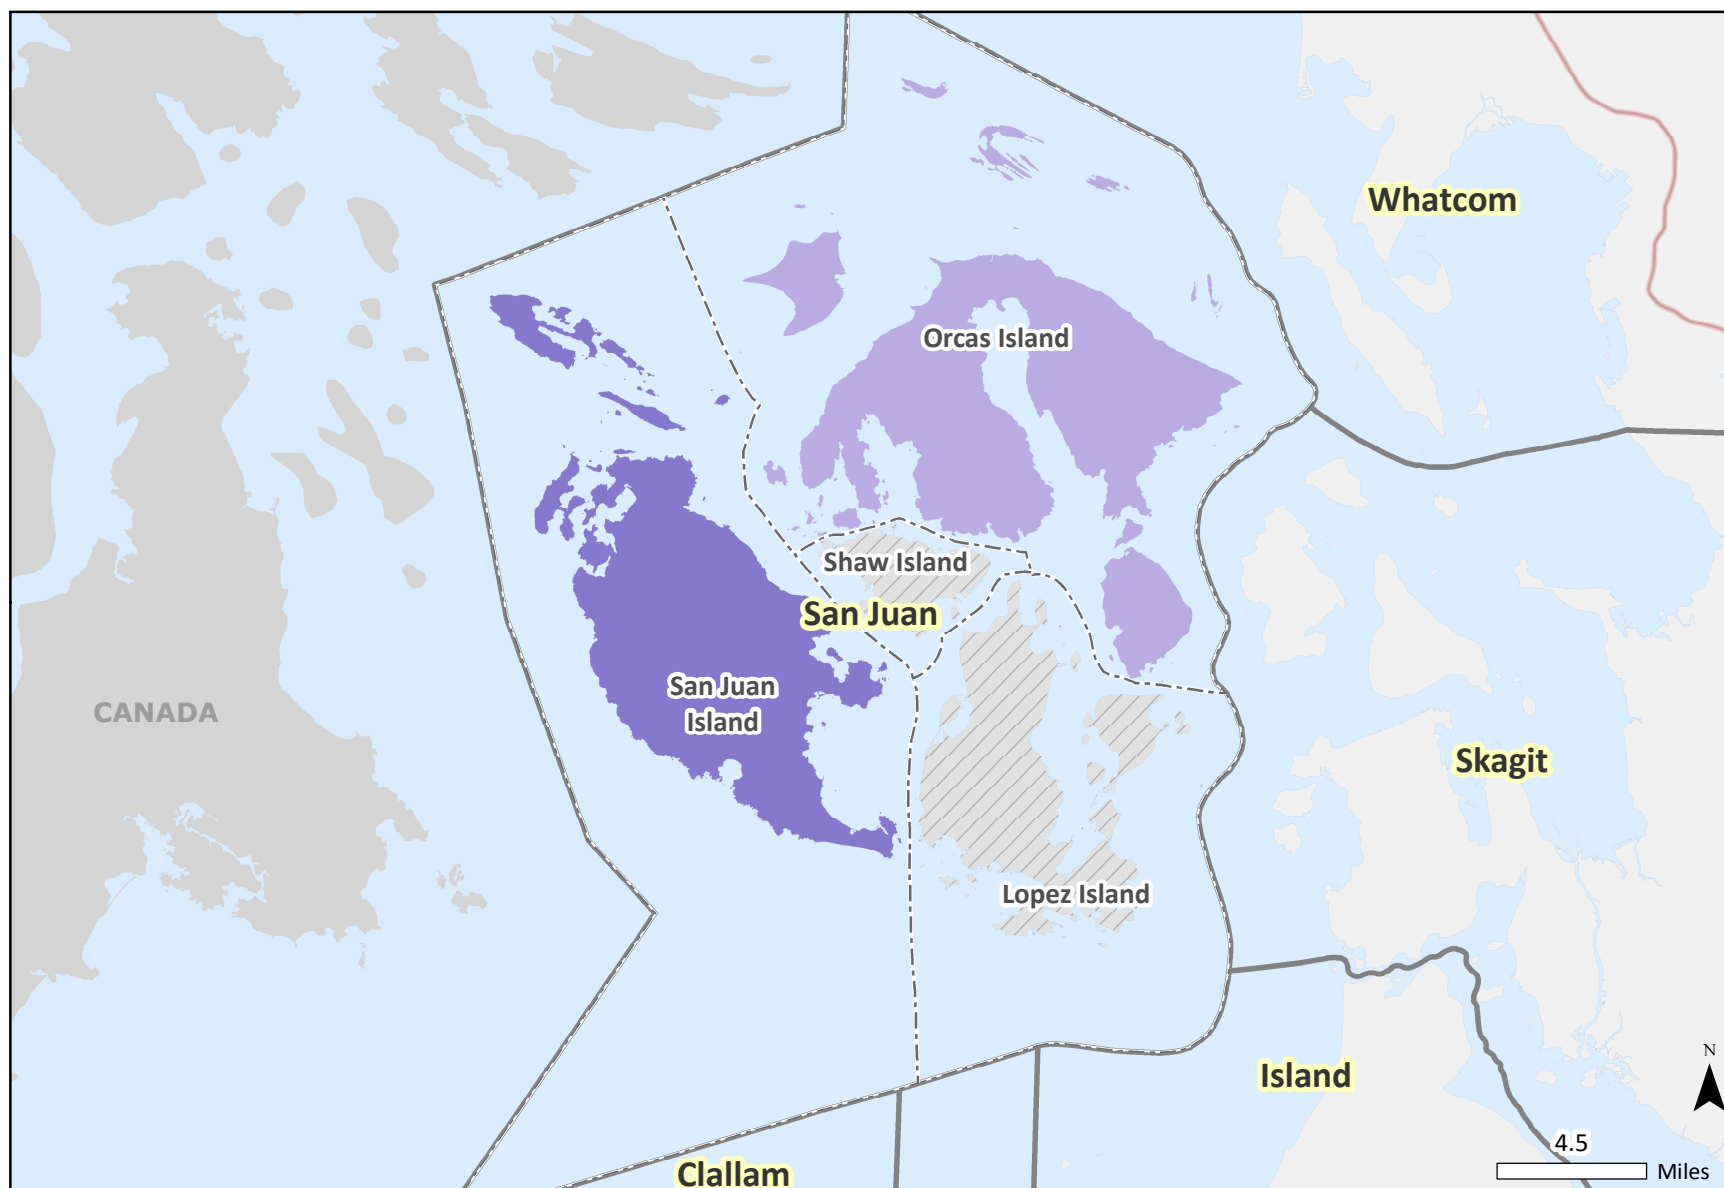 Whatcom
Orcas Island
Shaw Island
San Juan
San Juan
Island
CANADA
Skagit
Lopez Island
Island
N
4.5
Miles
Clallam